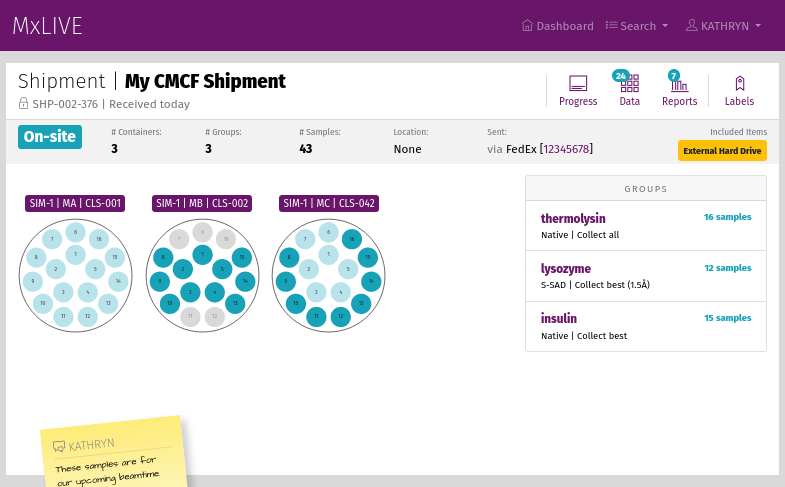 MxLIVE
Dashboard Search KATHRYN
Shipment | My CMCF Shipment
SHP-002-376 | Received today
24 7
Progress Data Reports Labels
On-site
# Containers: # Groups: # Samples: Location: Sent: Included Items
3 3 43 None via FedEx [12345678] External Hard Drive
SIM-1 | MA | CLS-001 SIM-1 | MB | CLS-002 SIM-1 | MC | CLS-042
6 6 6
7 16 7 16 7 16
8 1 15 8 1 15 8 1 15
2 5 2 5 2 5
9 14 9 14 9 14
3 4 3 4 3 4
10 13 10 13 10 13
11 12 11 12 11 12
GROUPS
thermolysin 16 samples
Native | Collect all
lysozyme 12 samples
S-SAD | Collect best (1.5Å)
insulin 15 samples
Native | Collect best
KATHRYN
These samples are for
our upcoming beamtime.